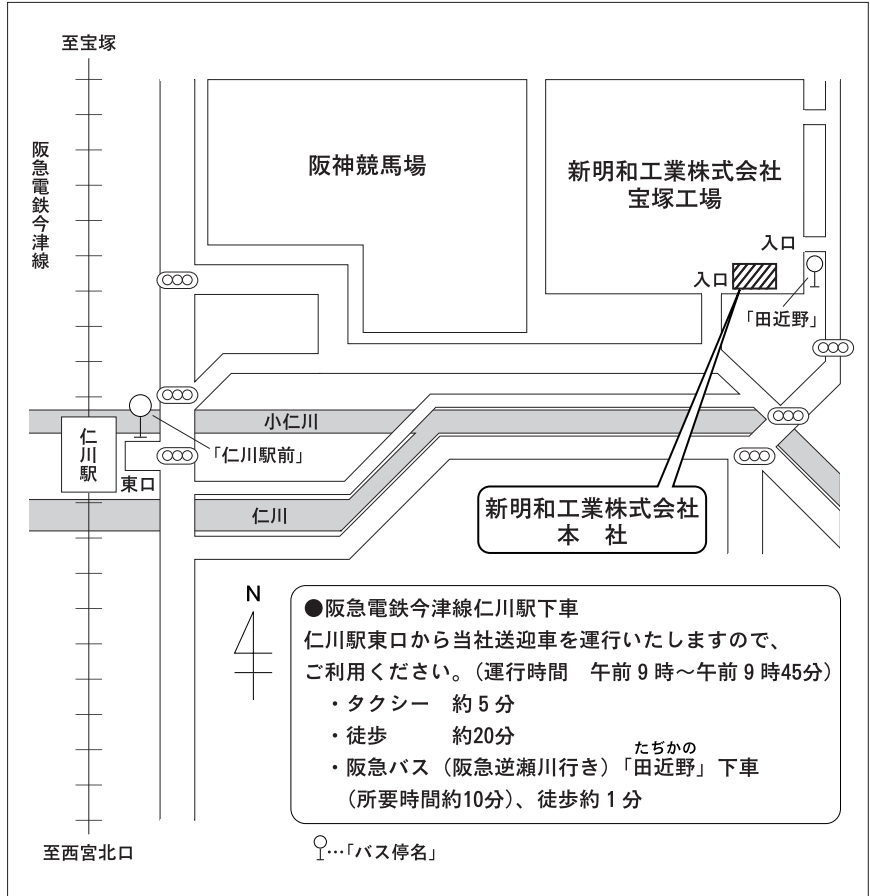 至宝塚
阪急電鉄今津線
阪神競馬場
新明和工業株式会社
宝塚工場
入口
入口
「田近野」
小仁川
仁川駅
「仁川駅前」
東口
仁川
新明和工業株式会社
本　社
N
●阪急電鉄今津線仁川駅下車
仁川駅東口から当社送迎車を運行いたしますので、
ご利用ください。（運行時間　午前９時～午前９時45分）
・タクシー　約５分
・徒歩　　　約20分
たぢかの
・阪急バス（阪急逆瀬川行き）「田近野」下車
（所要時間約10分）、徒歩約１分
至西宮北口
…「バス停名」